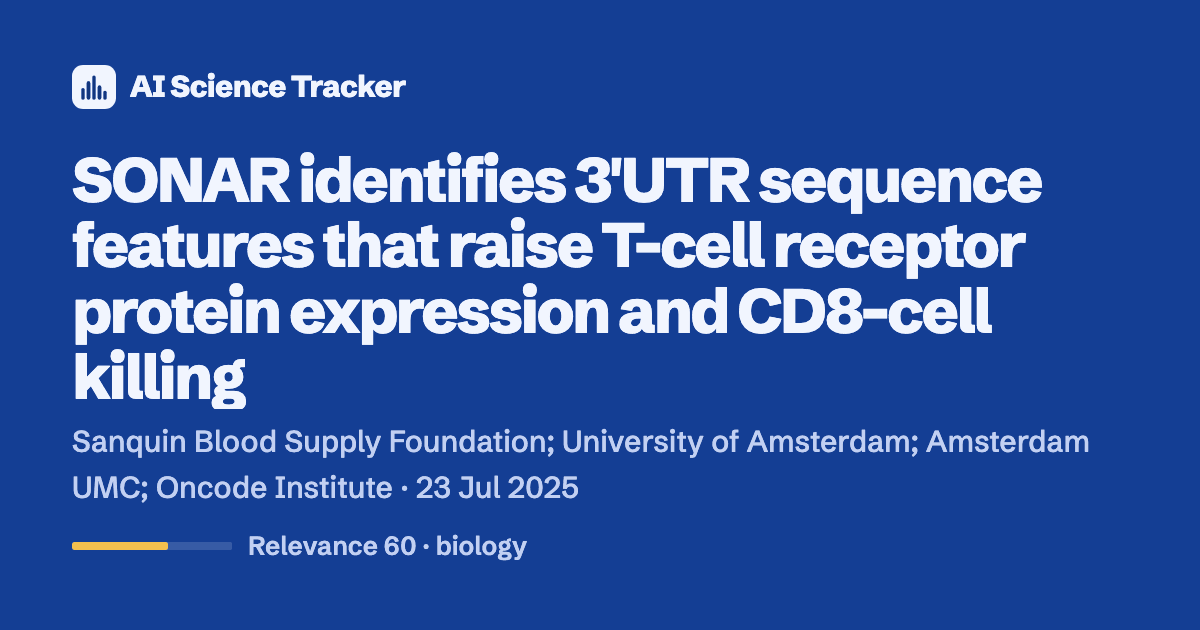 AI Science Tracker
SONAR identifies 3'UTR sequence
features that raise T-cell receptor
protein expression and CD8-cell
killing
Sanquin Blood Supply Foundation; University of Amsterdam; Amsterdam
UMC; Oncode Institute · 23 Jul 2025
Relevance 60 · biology